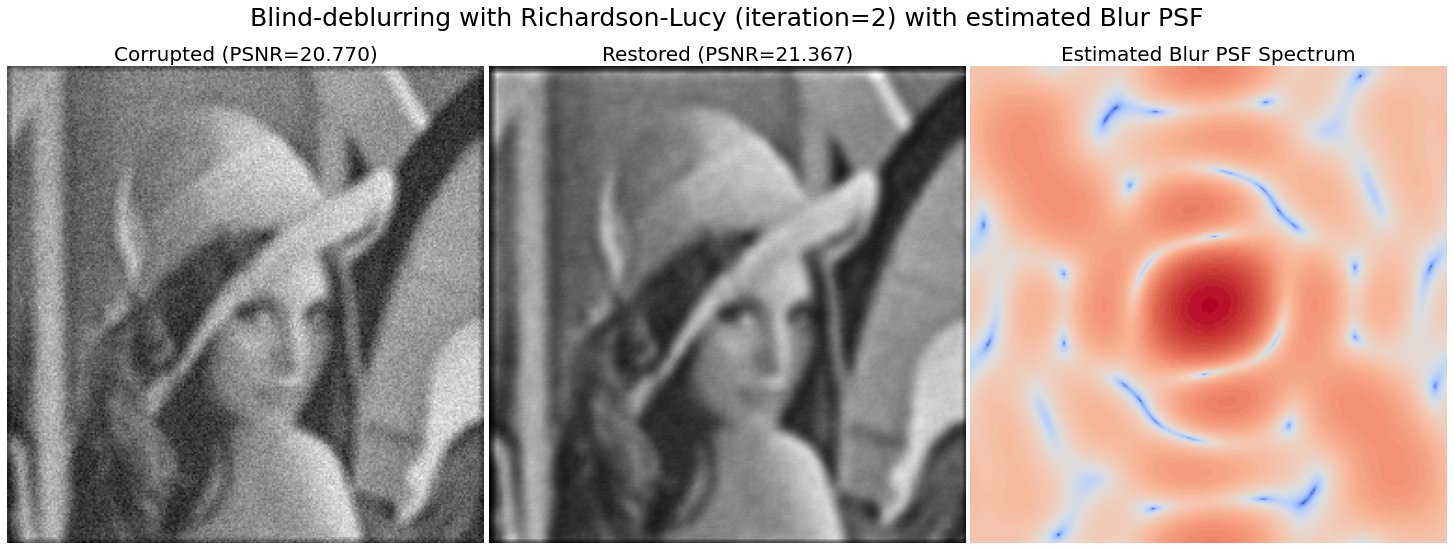 Blind-deblurring with Richardson-Lucy (iteration=2) with estimated Blur PSF
Corrupted (PSNR=20.770)
Restored (PSNR=21.367)
Estimated Blur PSF Spectrum